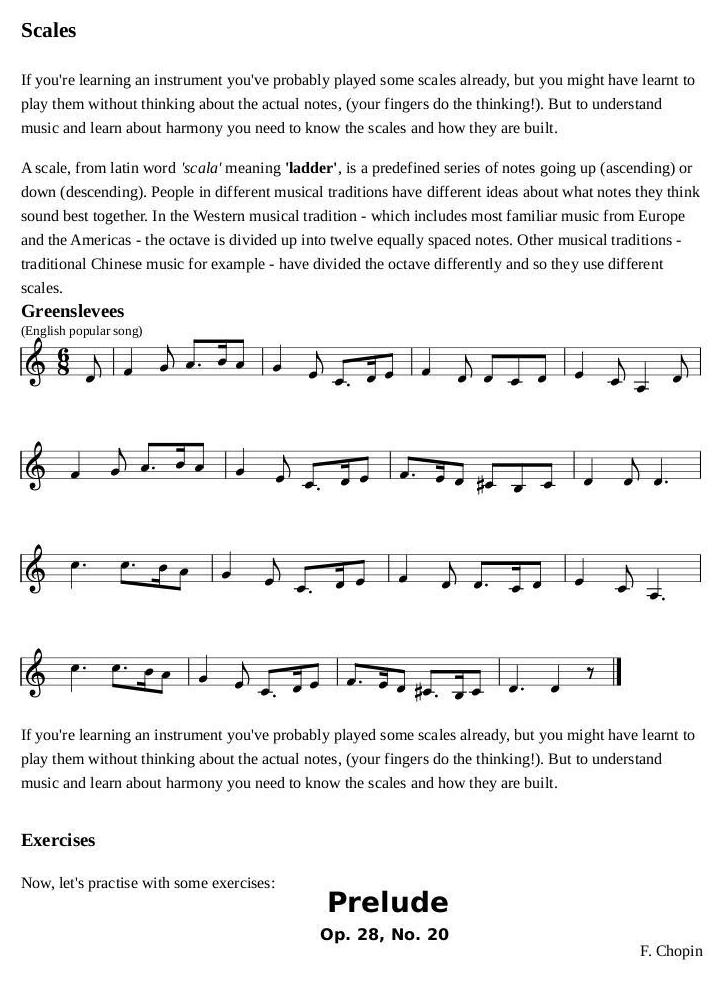 Scales
If you're learning an instrument you've probably played some scales already, but you might have learnt to
play them without thinking about the actual notes, (your fingers do the thinking!). But to understand
music and learn about harmony you need to know the scales and how they are built.
A scale, from latin word 'scala' meaning 'ladder', is a predefined series of notes going up (ascending) or
down (descending). People in different musical traditions have different ideas about what notes they think
sound best together. In the Western musical tradition - which includes most familiar music from Europe
and the Americas - the octave is divided up into twelve equally spaced notes. Other musical traditions -
traditional Chinese music for example - have divided the octave differently and so they use different
scales.
Greenslevees
(English popular song)
6
8
If you're learning an instrument you've probably played some scales already, but you might have learnt to
play them without thinking about the actual notes, (your fingers do the thinking!). But to understand
music and learn about harmony you need to know the scales and how they are built.
Exercises
Now, let's practise with some exercises:
Prelude
Op. 28, No. 20
F. Chopin